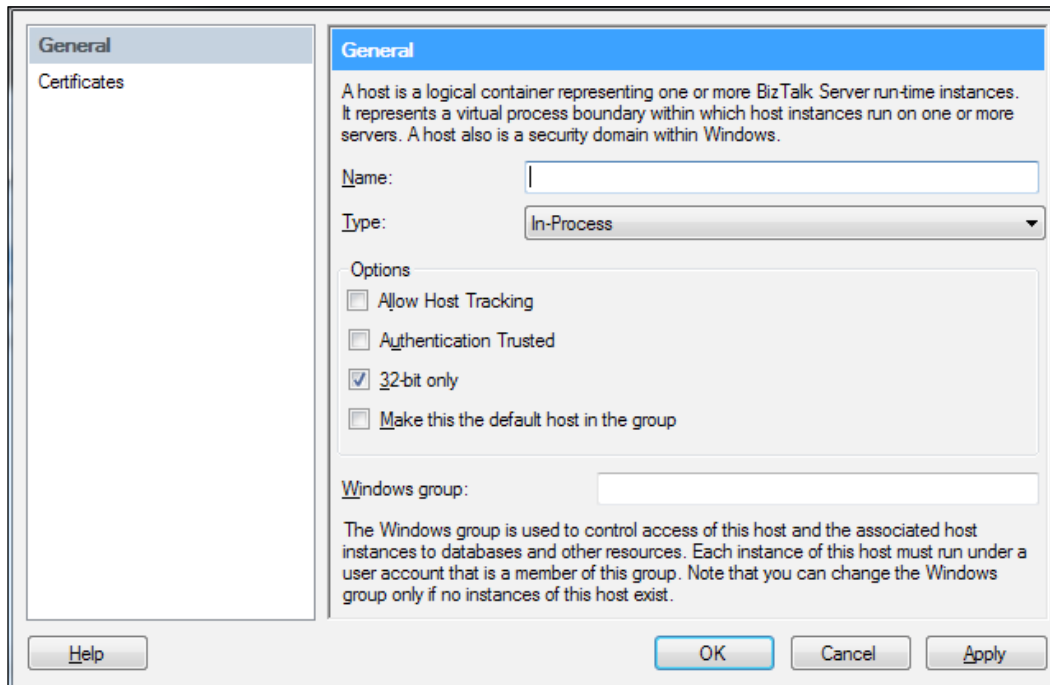 General
Certificates
General
A host is a logical container representing one or more BizTalk Server run-time instances.
It represents a virtual process boundary within which host instances run on one or more
servers. A host also is a security domain within Windows.
Name:
Type:
In-Process
Options
Allow Host Tracking
Authentication Trusted
32-bit only
Make this the default host in the group
Windows group:
The Windows group is used to control access of this host and the associated host
instances to databases and other resources. Each instance of this host must run under a
user account that is a member of this group. Note that you can change the Windows
group only if no instances of this host exist.
Help
OK
Cancel
Apply